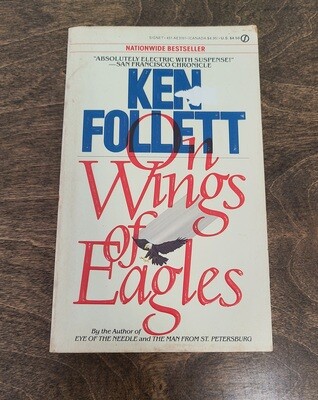 NATIONWIDE BESTSELLER
"ABSOLUTELY ELECTRIC WITH SUSPENSE!"
—SAN FRANCISCO CHRONICLE
KEN
FOLLETT
On
Wings
of
Eagles
By the Author of
EYE OF THE NEEDLE and THE MAN FROM ST. PETERSBURG